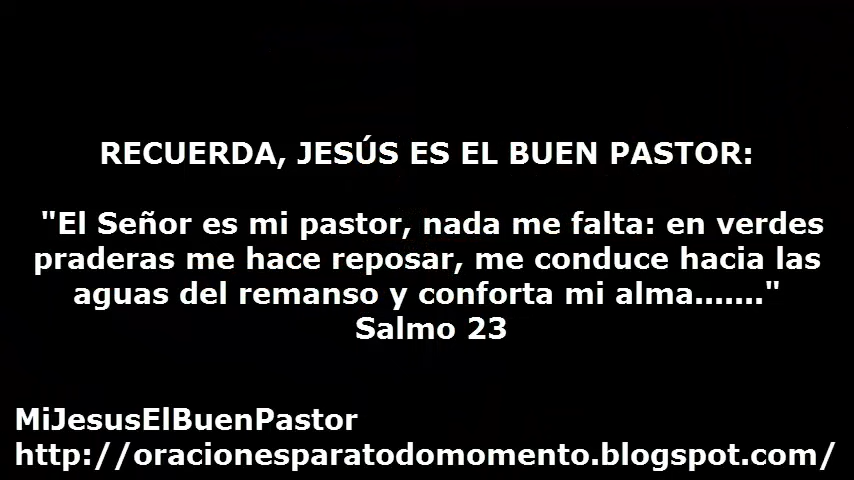 RECUERDA, JESÚS ES EL BUEN PASTOR:
"El Señor es mi pastor, nada me falta: en verdes
praderas me hace reposar, me conduce hacia las
aguas del remanso y conforta mi alma......."
Salmo 23
MiJesusElBuenPastor
http://oracionesparatodomomento.blogspot.com/